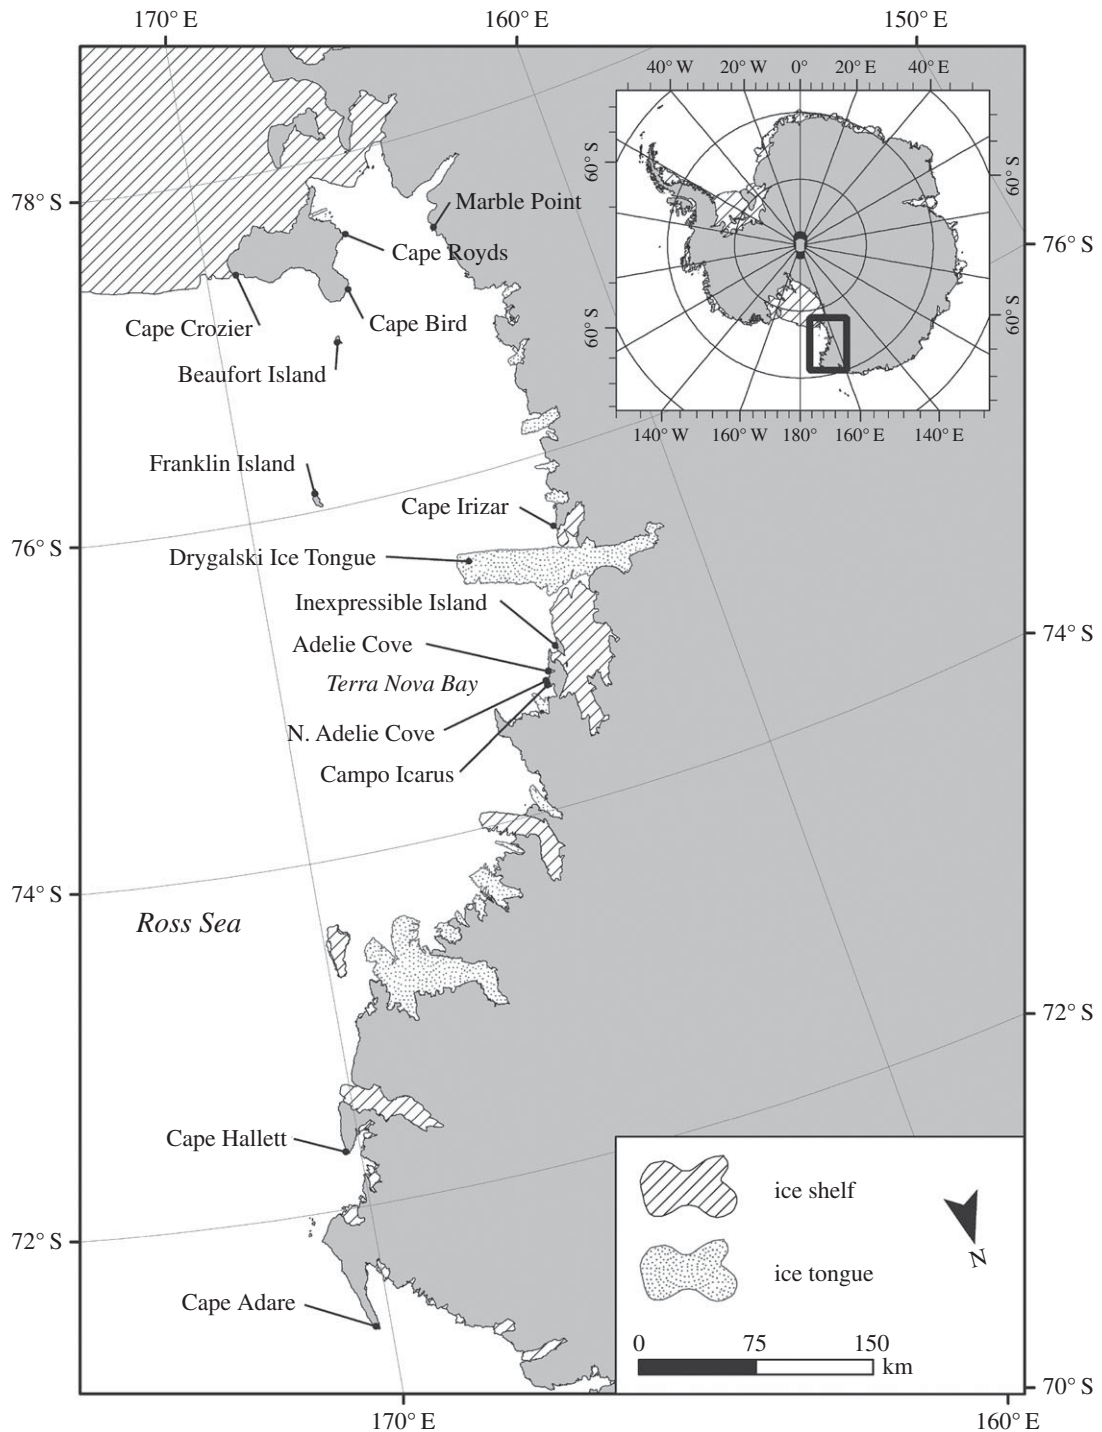 170° E
160° E
150° E
40° W
20° W
0°
20° E
40° E
60° S
60° S
78° S
Marble Point
76° S
Cape Royds
60° S
60° S
Cape Crozier
Cape Bird
Beaufort Island
140° W
160° W
180°
160° E
140° E
Franklin Island
Cape Irizar
76° S
Drygalski Ice Tongue
Inexpressible Island
Adelie Cove
74° S
Terra Nova Bay
N. Adelie Cove
Campo Icarus
74° S
Ross Sea
72° S
Cape Hallett
ice shelf
N
72° S
ice tongue
Cape Adare
0
75
150
km
70° S
170° E
160° E